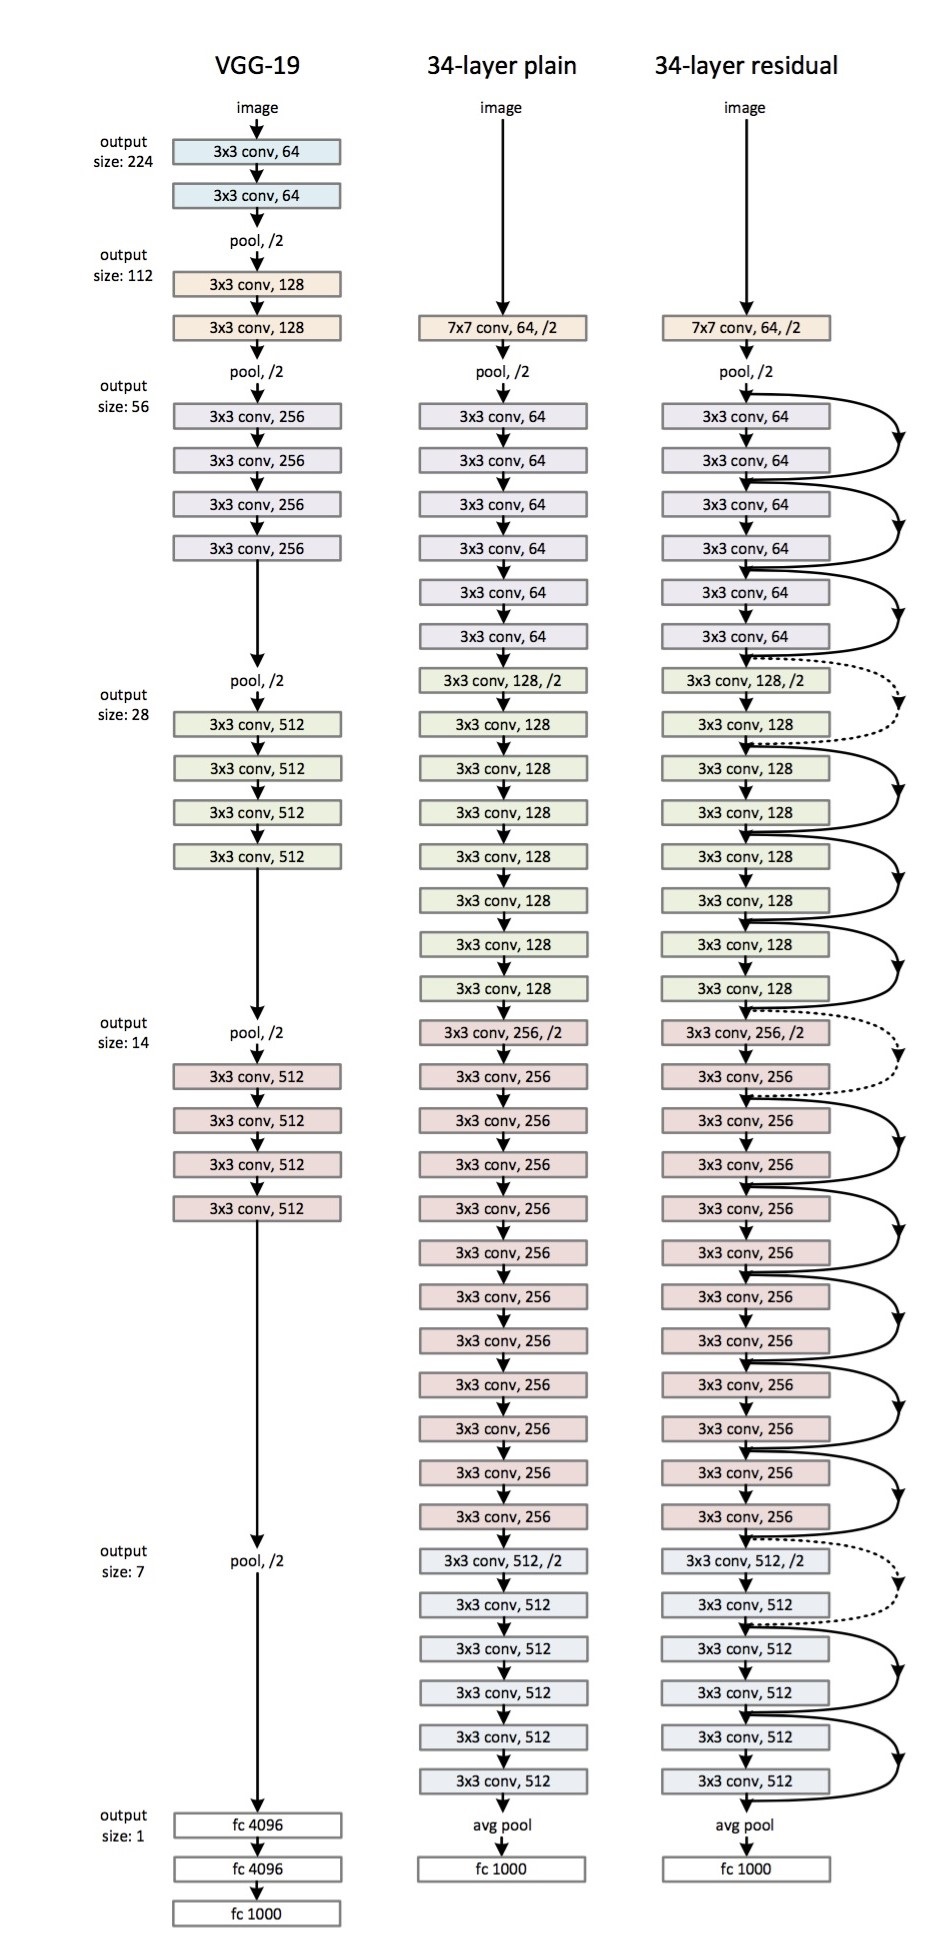 VGG-19
image
output
size: 224
3x3 conv, 64
3x3 conv, 64
pool, /2
output
size: 112
3x3 conv, 128
3x3 conv, 128
pool, /2
output
size: 56
3x3 conv, 256
3x3 conv, 256
3x3 conv, 256
3x3 conv, 256
pool, /2
output
size: 28
3x3 conv, 512
3x3 conv, 512
3x3 conv, 512
3x3 conv, 512
output
size: 14
pool, /2
3x3 conv, 512
3x3 conv, 512
3x3 conv, 512
3x3 conv, 512
output
size: 7
pool, /2
output
size: 1
fc 4096
fc 4096
fc 1000
34-layer plain
image
7x7 conv, 64, /2
pool, /2
3x3 conv, 64
3x3 conv, 64
3x3 conv, 64
3x3 conv, 64
3x3 conv, 64
3x3 conv, 64
3x3 conv, 128, /2
3x3 conv, 128
3x3 conv, 128
3x3 conv, 128
3x3 conv, 128
3x3 conv, 128
3x3 conv, 128
3x3 conv, 128
3x3 conv, 256, /2
3x3 conv, 256
3x3 conv, 256
3x3 conv, 256
3x3 conv, 256
3x3 conv, 256
3x3 conv, 256
3x3 conv, 256
3x3 conv, 256
3x3 conv, 256
3x3 conv, 256
3x3 conv, 256
3x3 conv, 512, /2
3x3 conv, 512
3x3 conv, 512
3x3 conv, 512
3x3 conv, 512
3x3 conv, 512
avg pool
fc 1000
34-layer residual
image
7x7 conv, 64, /2
pool, /2
3x3 conv, 64
3x3 conv, 64
3x3 conv, 64
3x3 conv, 64
3x3 conv, 64
3x3 conv, 64
3x3 conv, 128, /2
3x3 conv, 128
3x3 conv, 128
3x3 conv, 128
3x3 conv, 128
3x3 conv, 128
3x3 conv, 128
3x3 conv, 128
3x3 conv, 256, /2
3x3 conv, 256
3x3 conv, 256
3x3 conv, 256
3x3 conv, 256
3x3 conv, 256
3x3 conv, 256
3x3 conv, 256
3x3 conv, 256
3x3 conv, 256
3x3 conv, 256
3x3 conv, 256
3x3 conv, 512, /2
3x3 conv, 512
3x3 conv, 512
3x3 conv, 512
3x3 conv, 512
3x3 conv, 512
avg pool
fc 1000